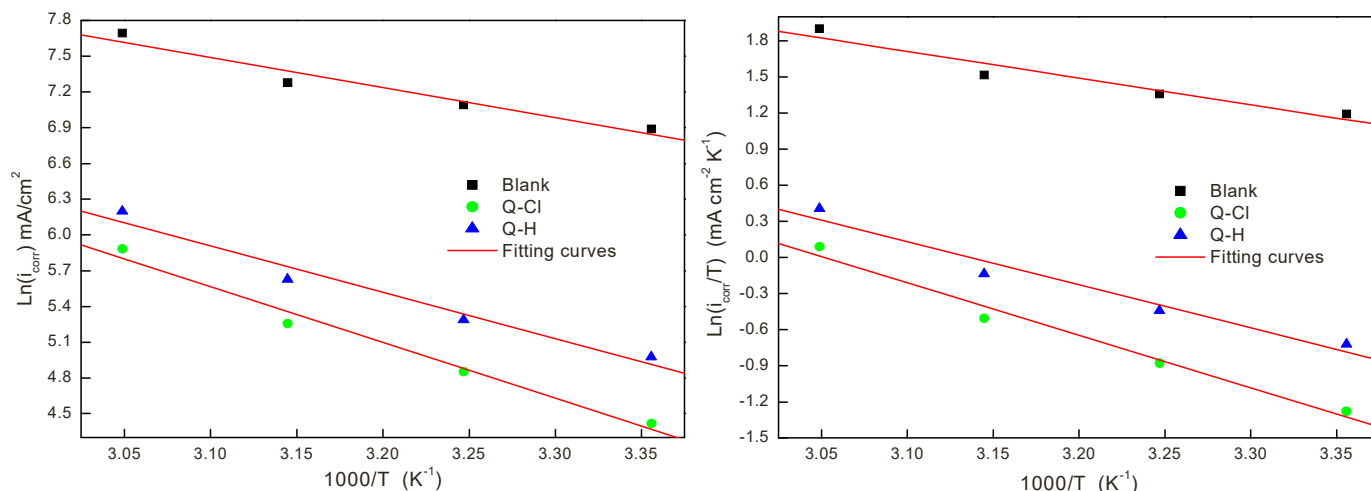 7.8
7.5
7.2
6.9
6.6
6.3
6.0
5.7
5.4
5.1
4.8
4.5
Ln(i_corr) mA/cm²
Blank
Q-Cl
Q-H
Fitting curves
3.05 3.10 3.15 3.20 3.25 3.30 3.35
1000/T (K⁻¹)
1.8
1.5
1.2
0.9
0.6
0.3
0.0
-0.3
-0.6
-0.9
-1.2
-1.5
Ln(i_corr/T) (mA cm⁻² K⁻¹)
Blank
Q-Cl
Q-H
Fitting curves
3.05 3.10 3.15 3.20 3.25 3.30 3.35
1000/T (K⁻¹)